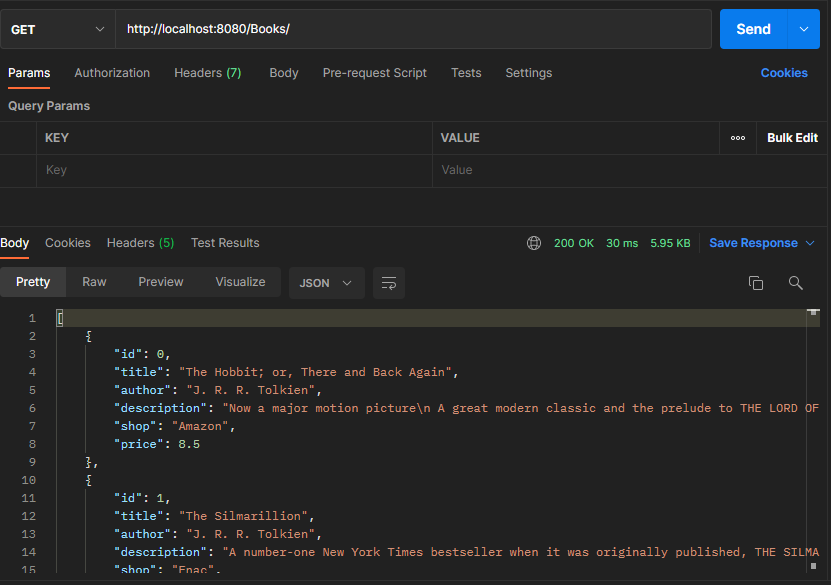 GET http://localhost:8080/Books/ Send
Params Authorization Headers (7) Body Pre-request Script Tests Settings Cookies
Query Params
KEY VALUE ooo Bulk Edit
Key Value
Body Cookies Headers (5) Test Results 200 OK 30 ms 5.95 KB Save Response
Pretty Raw Preview Visualize JSON
1 [
2 {
3 "id": 0,
4 "title": "The Hobbit; or, There and Back Again",
5 "author": "J. R. R. Tolkien",
6 "description": "Now a major motion picture\n A great modern classic and the prelude to THE LORD OF
7 "shop": "Amazon",
8 "price": 8.5
9 },
10 {
11 "id": 1,
12 "title": "The Silmarillion",
13 "author": "J. R. R. Tolkien",
14 "description": "A number-one New York Times bestseller when it was originally published, THE SILMA
15 "shop": "Fnac",